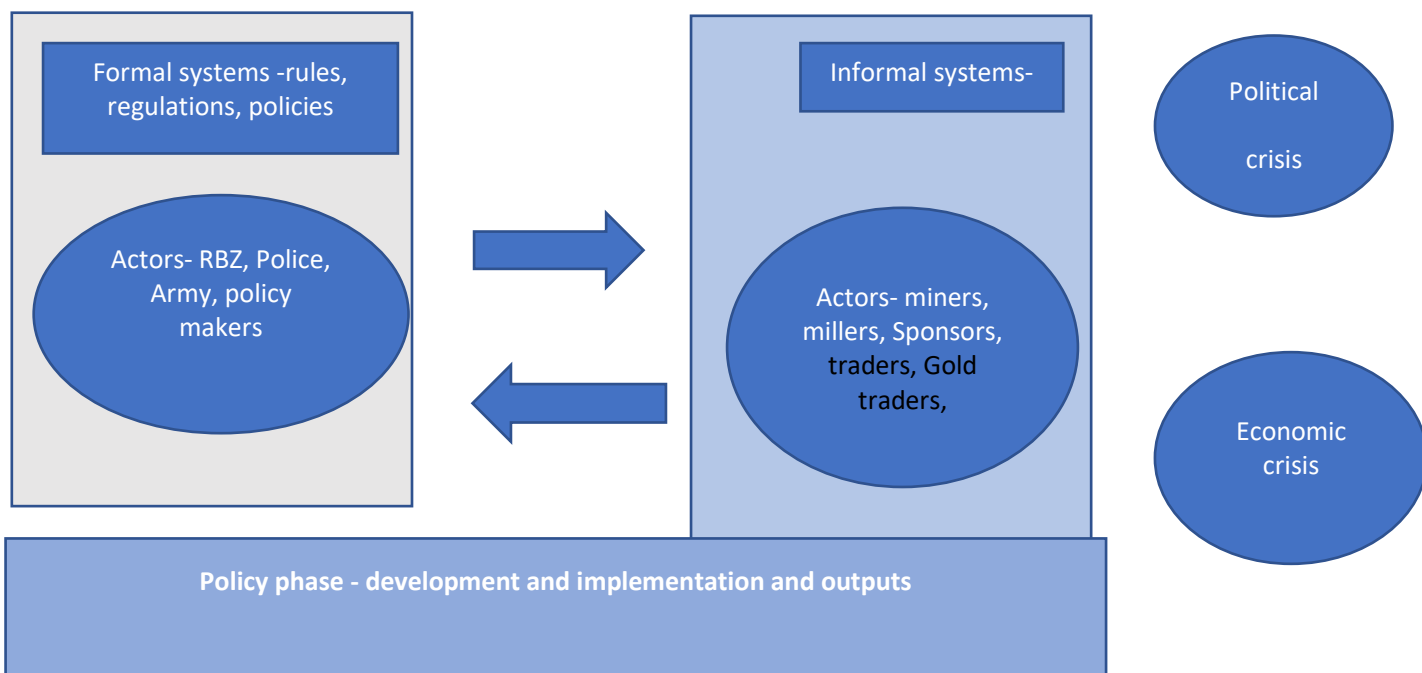 Formal systems -rules,
regulations, policies
Actors- RBZ, Police,
Army, policy
makers
Informal systems-
Actors- miners,
millers, Sponsors,
traders, Gold
traders,
Political
crisis
Economic
crisis
Policy phase - development and implementation and outputs